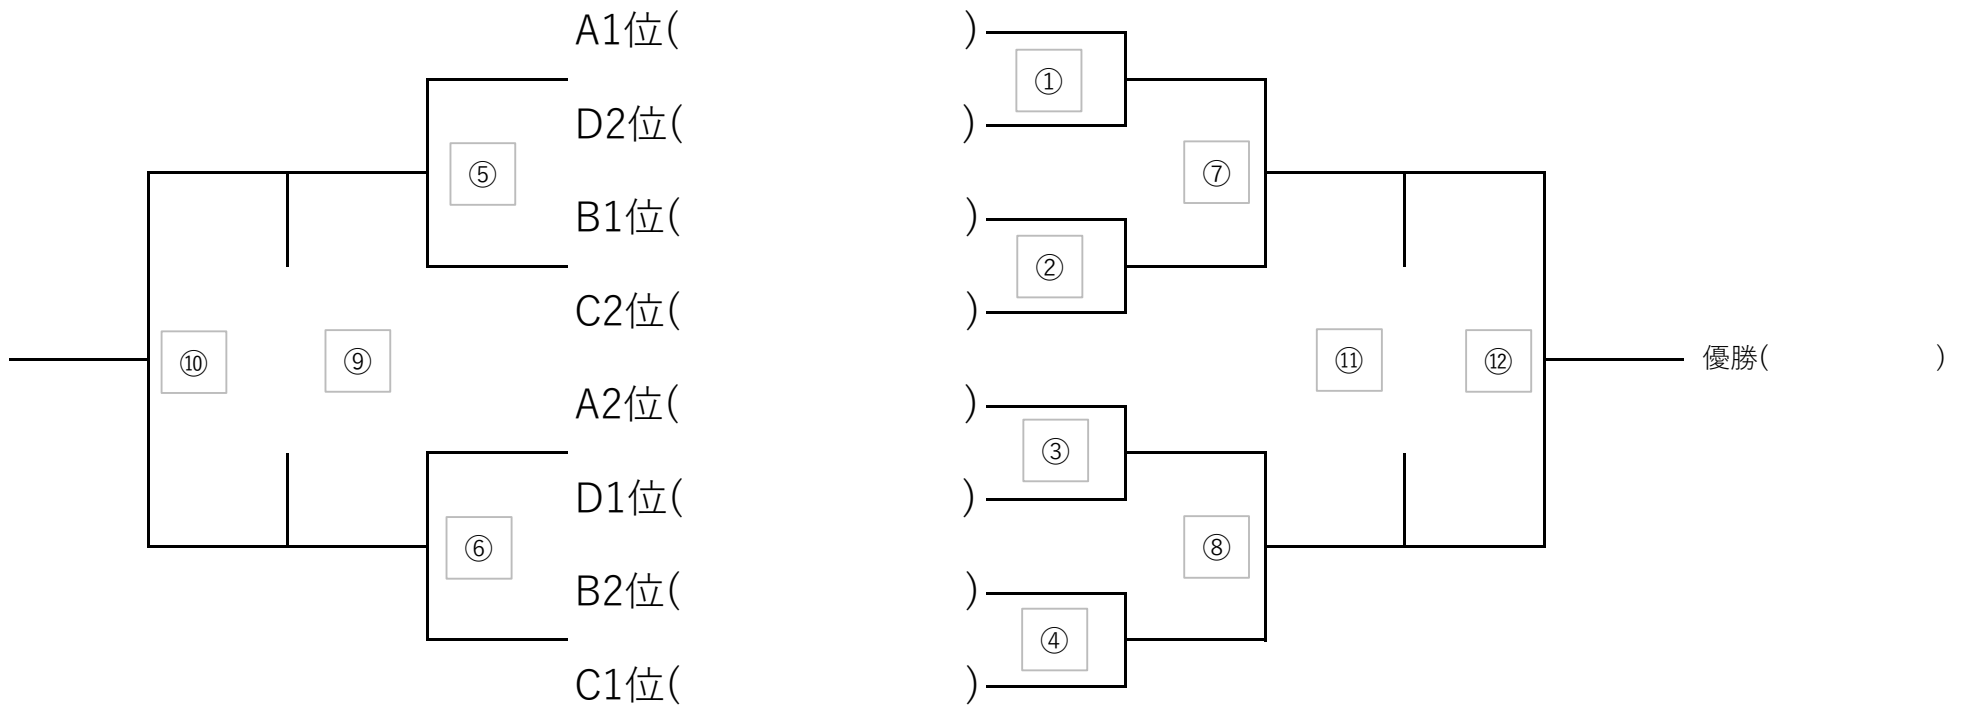 A1位( )
①
D2位( )
⑤
⑦
B1位( )
②
C2位( )
⑩
⑨
⑪
⑫
優勝( )
A2位( )
③
D1位( )
⑥
⑧
B2位( )
④
C1位( )